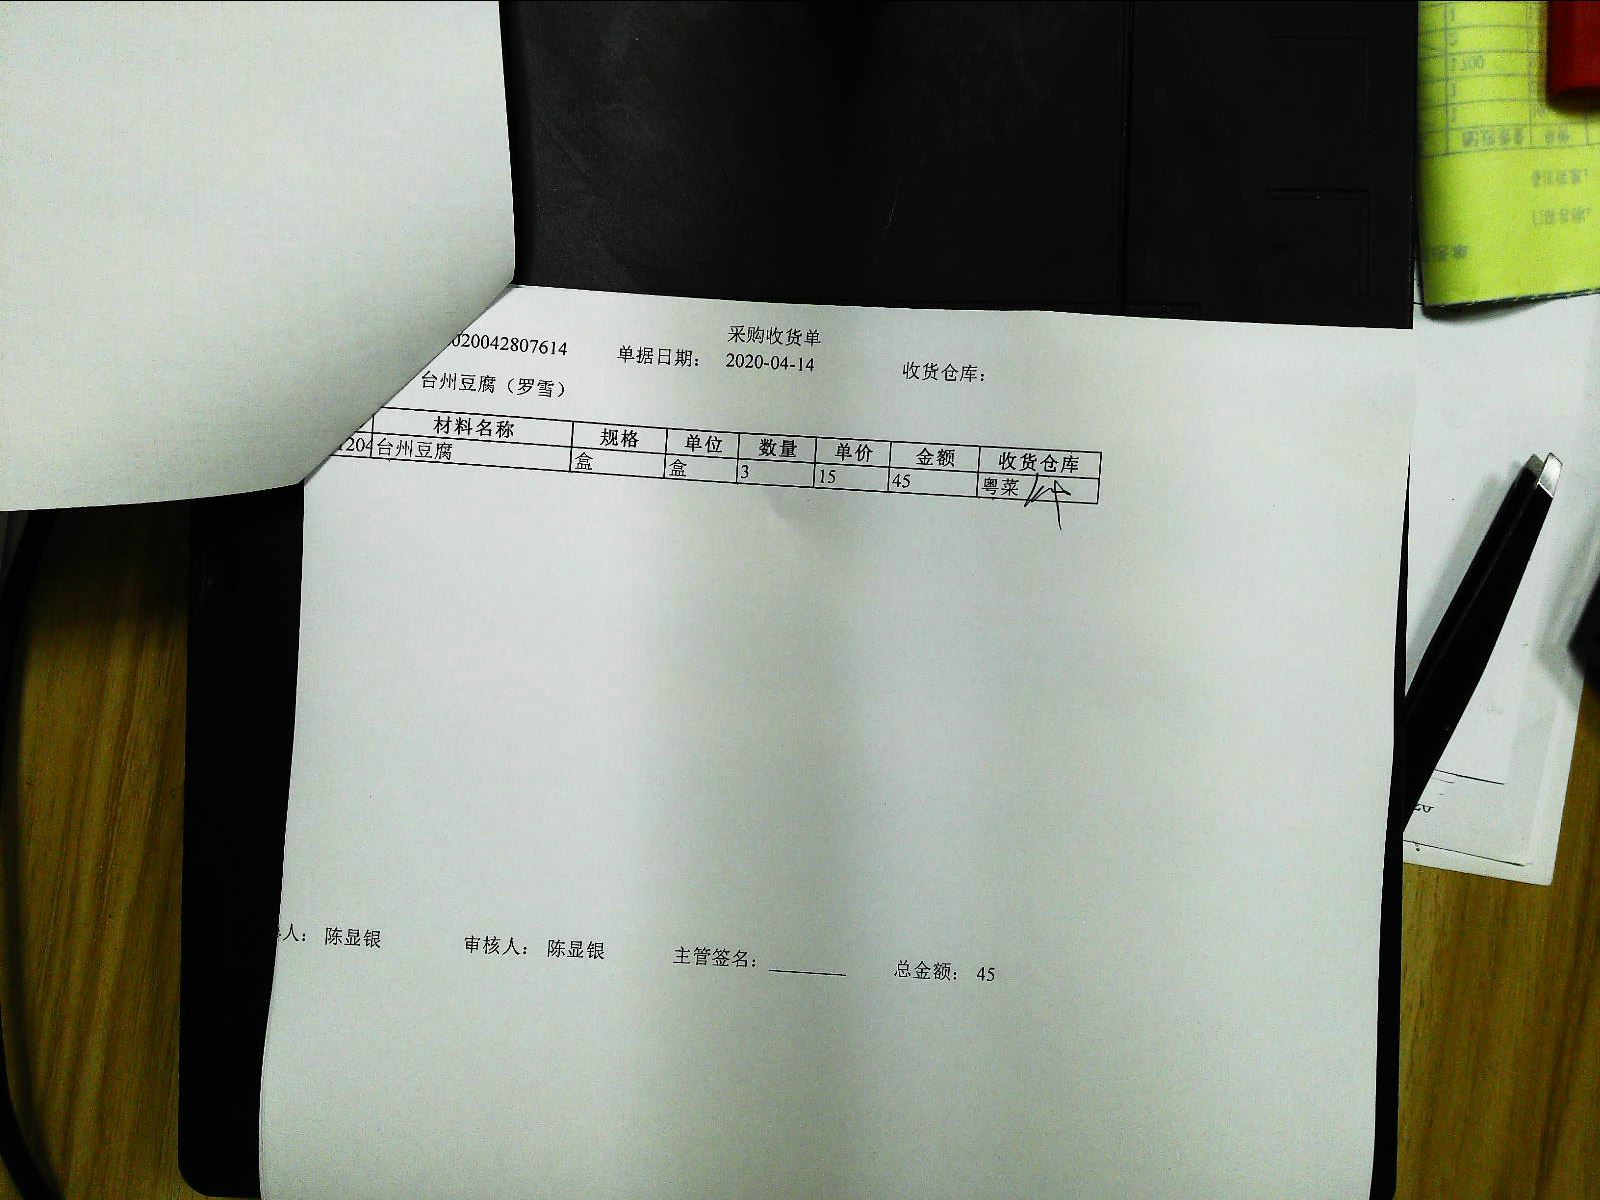 采购收货单
020042807614 单据日期： 2020-04-14 收货仓库：
台州豆腐（罗雪）
材料名称 规格 单位 数量 单价 金额 收货仓库
1204 台州豆腐 盒 盒 3 15 45 粤菜
人： 陈显银 审核人： 陈显银 主管签名： 总金额： 45